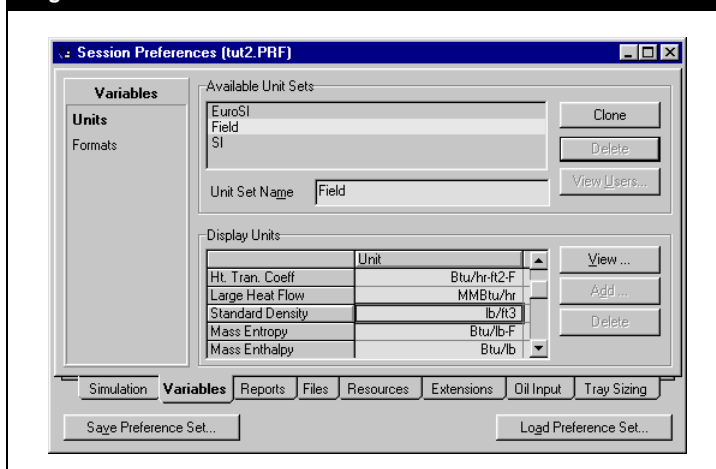 Session Preferences (tut2.PRF)
Variables
Units
Formats
Available Unit Sets
EuroSI
Field
SI
Unit Set Name Field
Clone
Delete
View Users...
Display Units
Unit
Ht. Tran. Coeff Btu/hr-ft2-F
Large Heat Flow MMBtu/hr
Standard Density lb/ft3
Mass Entropy Btu/lb-F
Mass Enthalpy Btu/lb
View ...
Add ...
Delete
Simulation Variables Reports Files Resources Extensions Oil Input Tray Sizing
Save Preference Set... Load Preference Set...